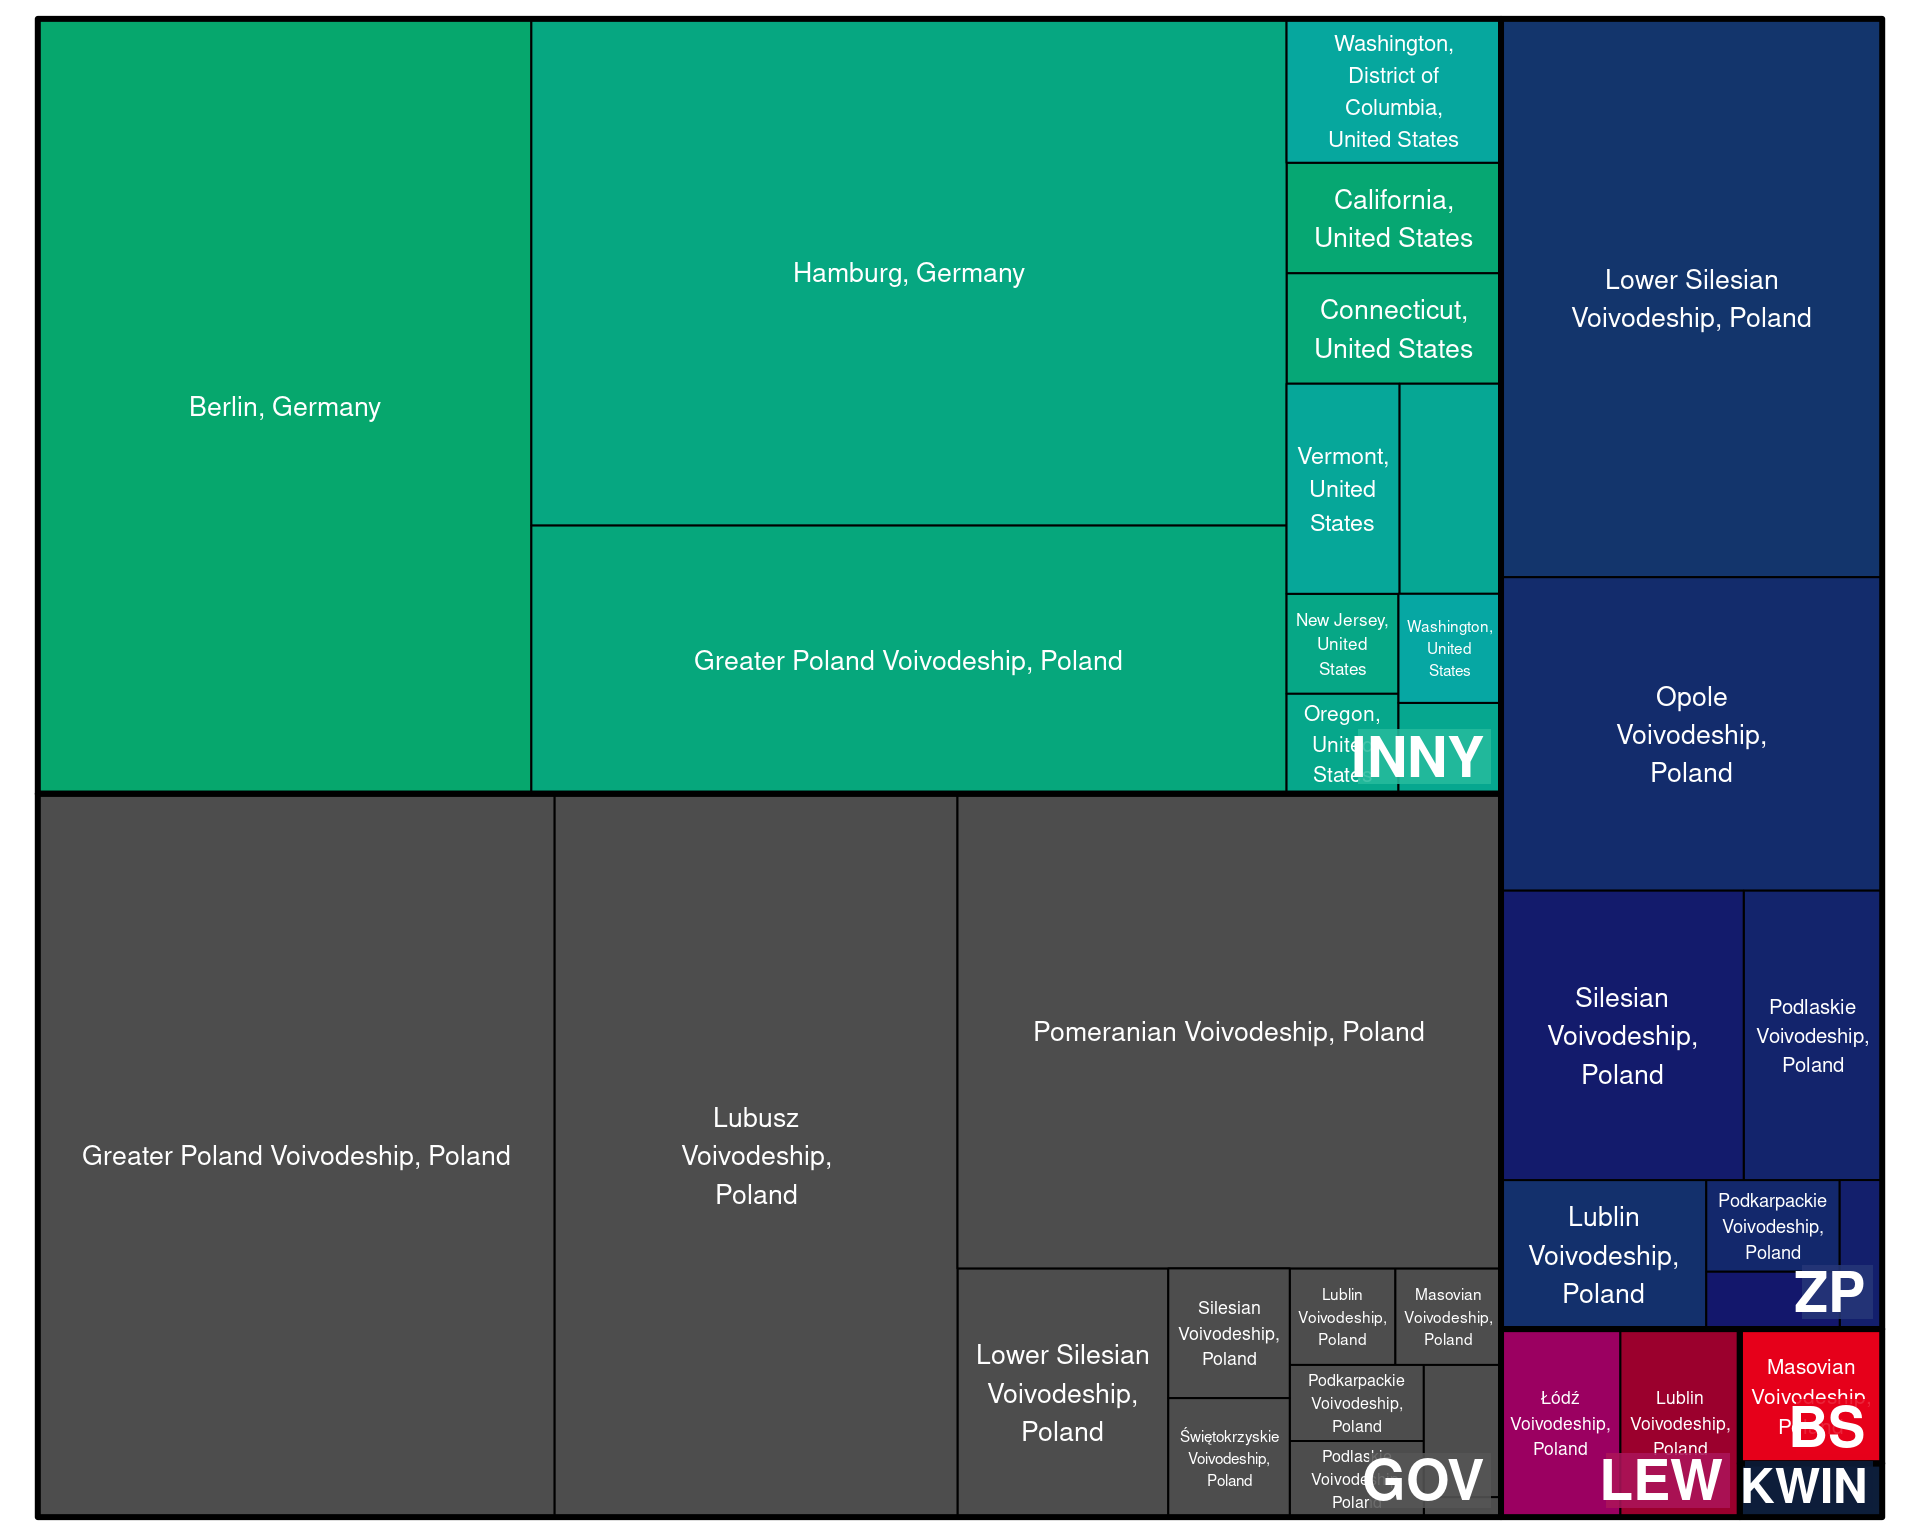 Berlin, Germany
Hamburg, Germany
Greater Poland Voivodeship, Poland
Washington,
District of
Columbia,
United States
California,
United States
Connecticut,
United States
Vermont,
United
States
New Jersey,
United
States
Washington,
United
States
Oregon,
United
States
INNY
Greater Poland Voivodeship, Poland
Lubusz
Voivodeship,
Poland
Pomeranian Voivodeship, Poland
Lower Silesian
Voivodeship,
Poland
Silesian
Voivodeship,
Poland
Świętokrzyskie
Voivodeship,
Poland
Lublin
Voivodeship,
Poland
Masovian
Voivodeship,
Poland
Podkarpackie
Voivodeship,
Poland
Podlaskie
Voivodeship,
Poland
GOV
Lower Silesian
Voivodeship, Poland
Opole
Voivodeship,
Poland
Silesian
Voivodeship,
Poland
Podlaskie
Voivodeship,
Poland
Lublin
Voivodeship,
Poland
Podkarpackie
Voivodeship,
Poland
ZP
Łódź
Voivodeship,
Poland
Lublin
Voivodeship,
Poland
LEW
Masovian
Voivodeship,
Poland
BS
KWIN